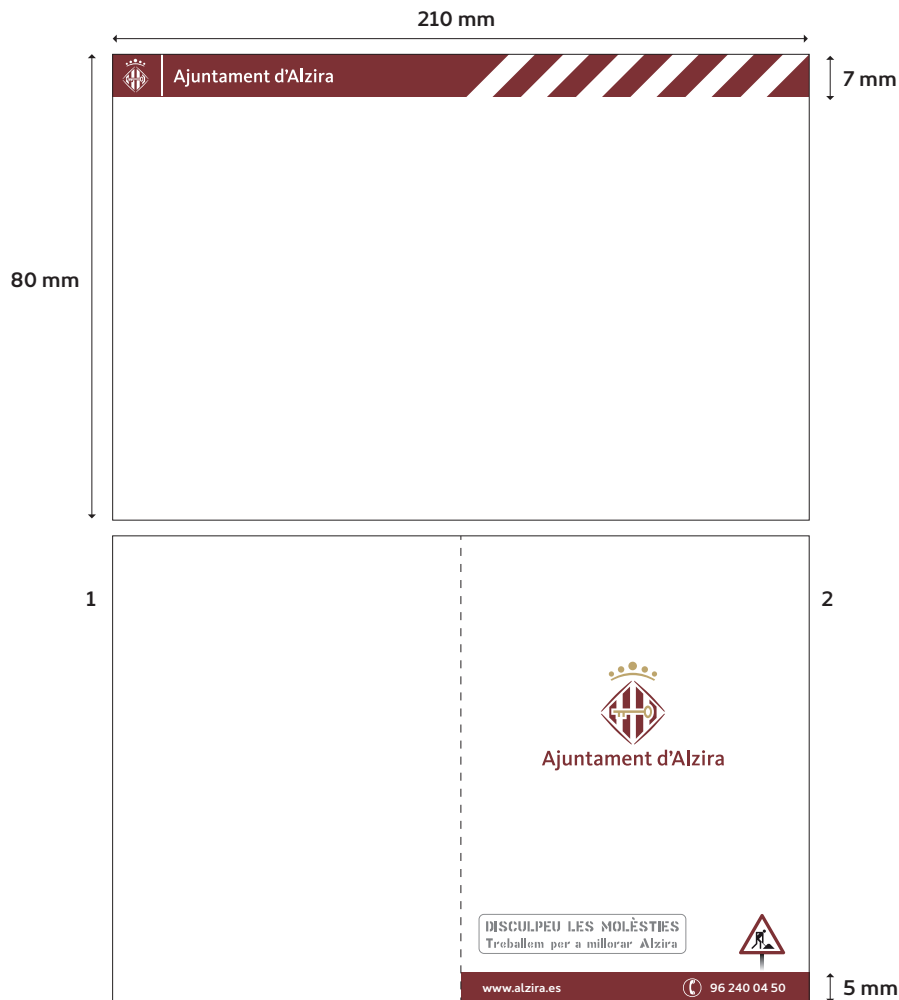 210 mm
Ajuntament d'Alzira
7 mm
80 mm
1
2
Ajuntament d'Alzira
DISCULPEU LES MOLÈSTIES
Treballem per a millorar Alzira
www.alzira.es
96 240 04 50
5 mm